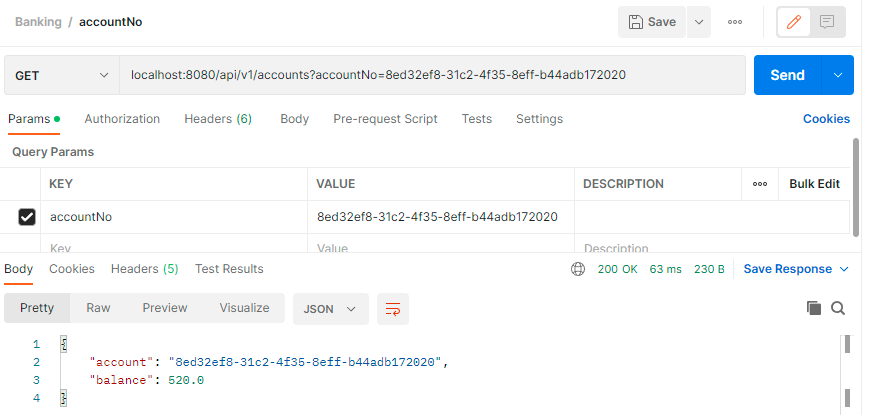 Banking / accountNo
Save
GET
localhost:8080/api/v1/accounts?accountNo=8ed32ef8-31c2-4f35-8eff-b44adb172020
Send
Params Authorization Headers (6) Body Pre-request Script Tests Settings Cookies
Query Params
KEY VALUE DESCRIPTION Bulk Edit
accountNo 8ed32ef8-31c2-4f35-8eff-b44adb172020
Key Value Description
Body Cookies Headers (5) Test Results 200 OK 63 ms 230 B Save Response
Pretty Raw Preview Visualize JSON
1 {
2 "account": "8ed32ef8-31c2-4f35-8eff-b44adb172020",
3 "balance": 520.0
4 }